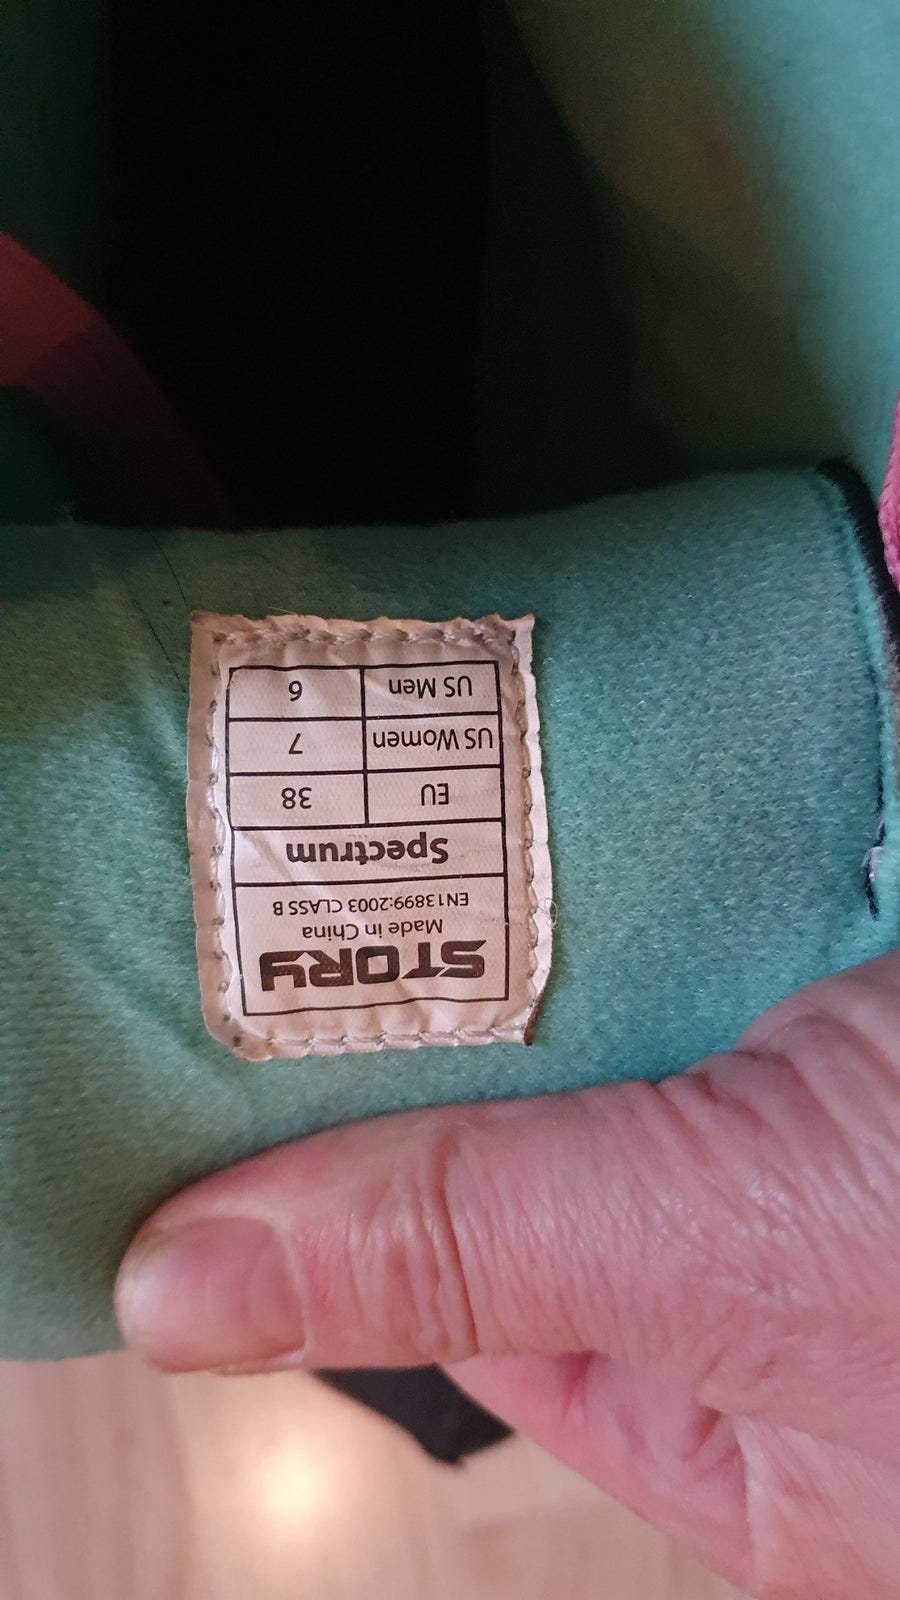 STORY
Made in China
EN13899:2003 CLASS B
Spectrum
EU 38
US Women 7
US Men 6